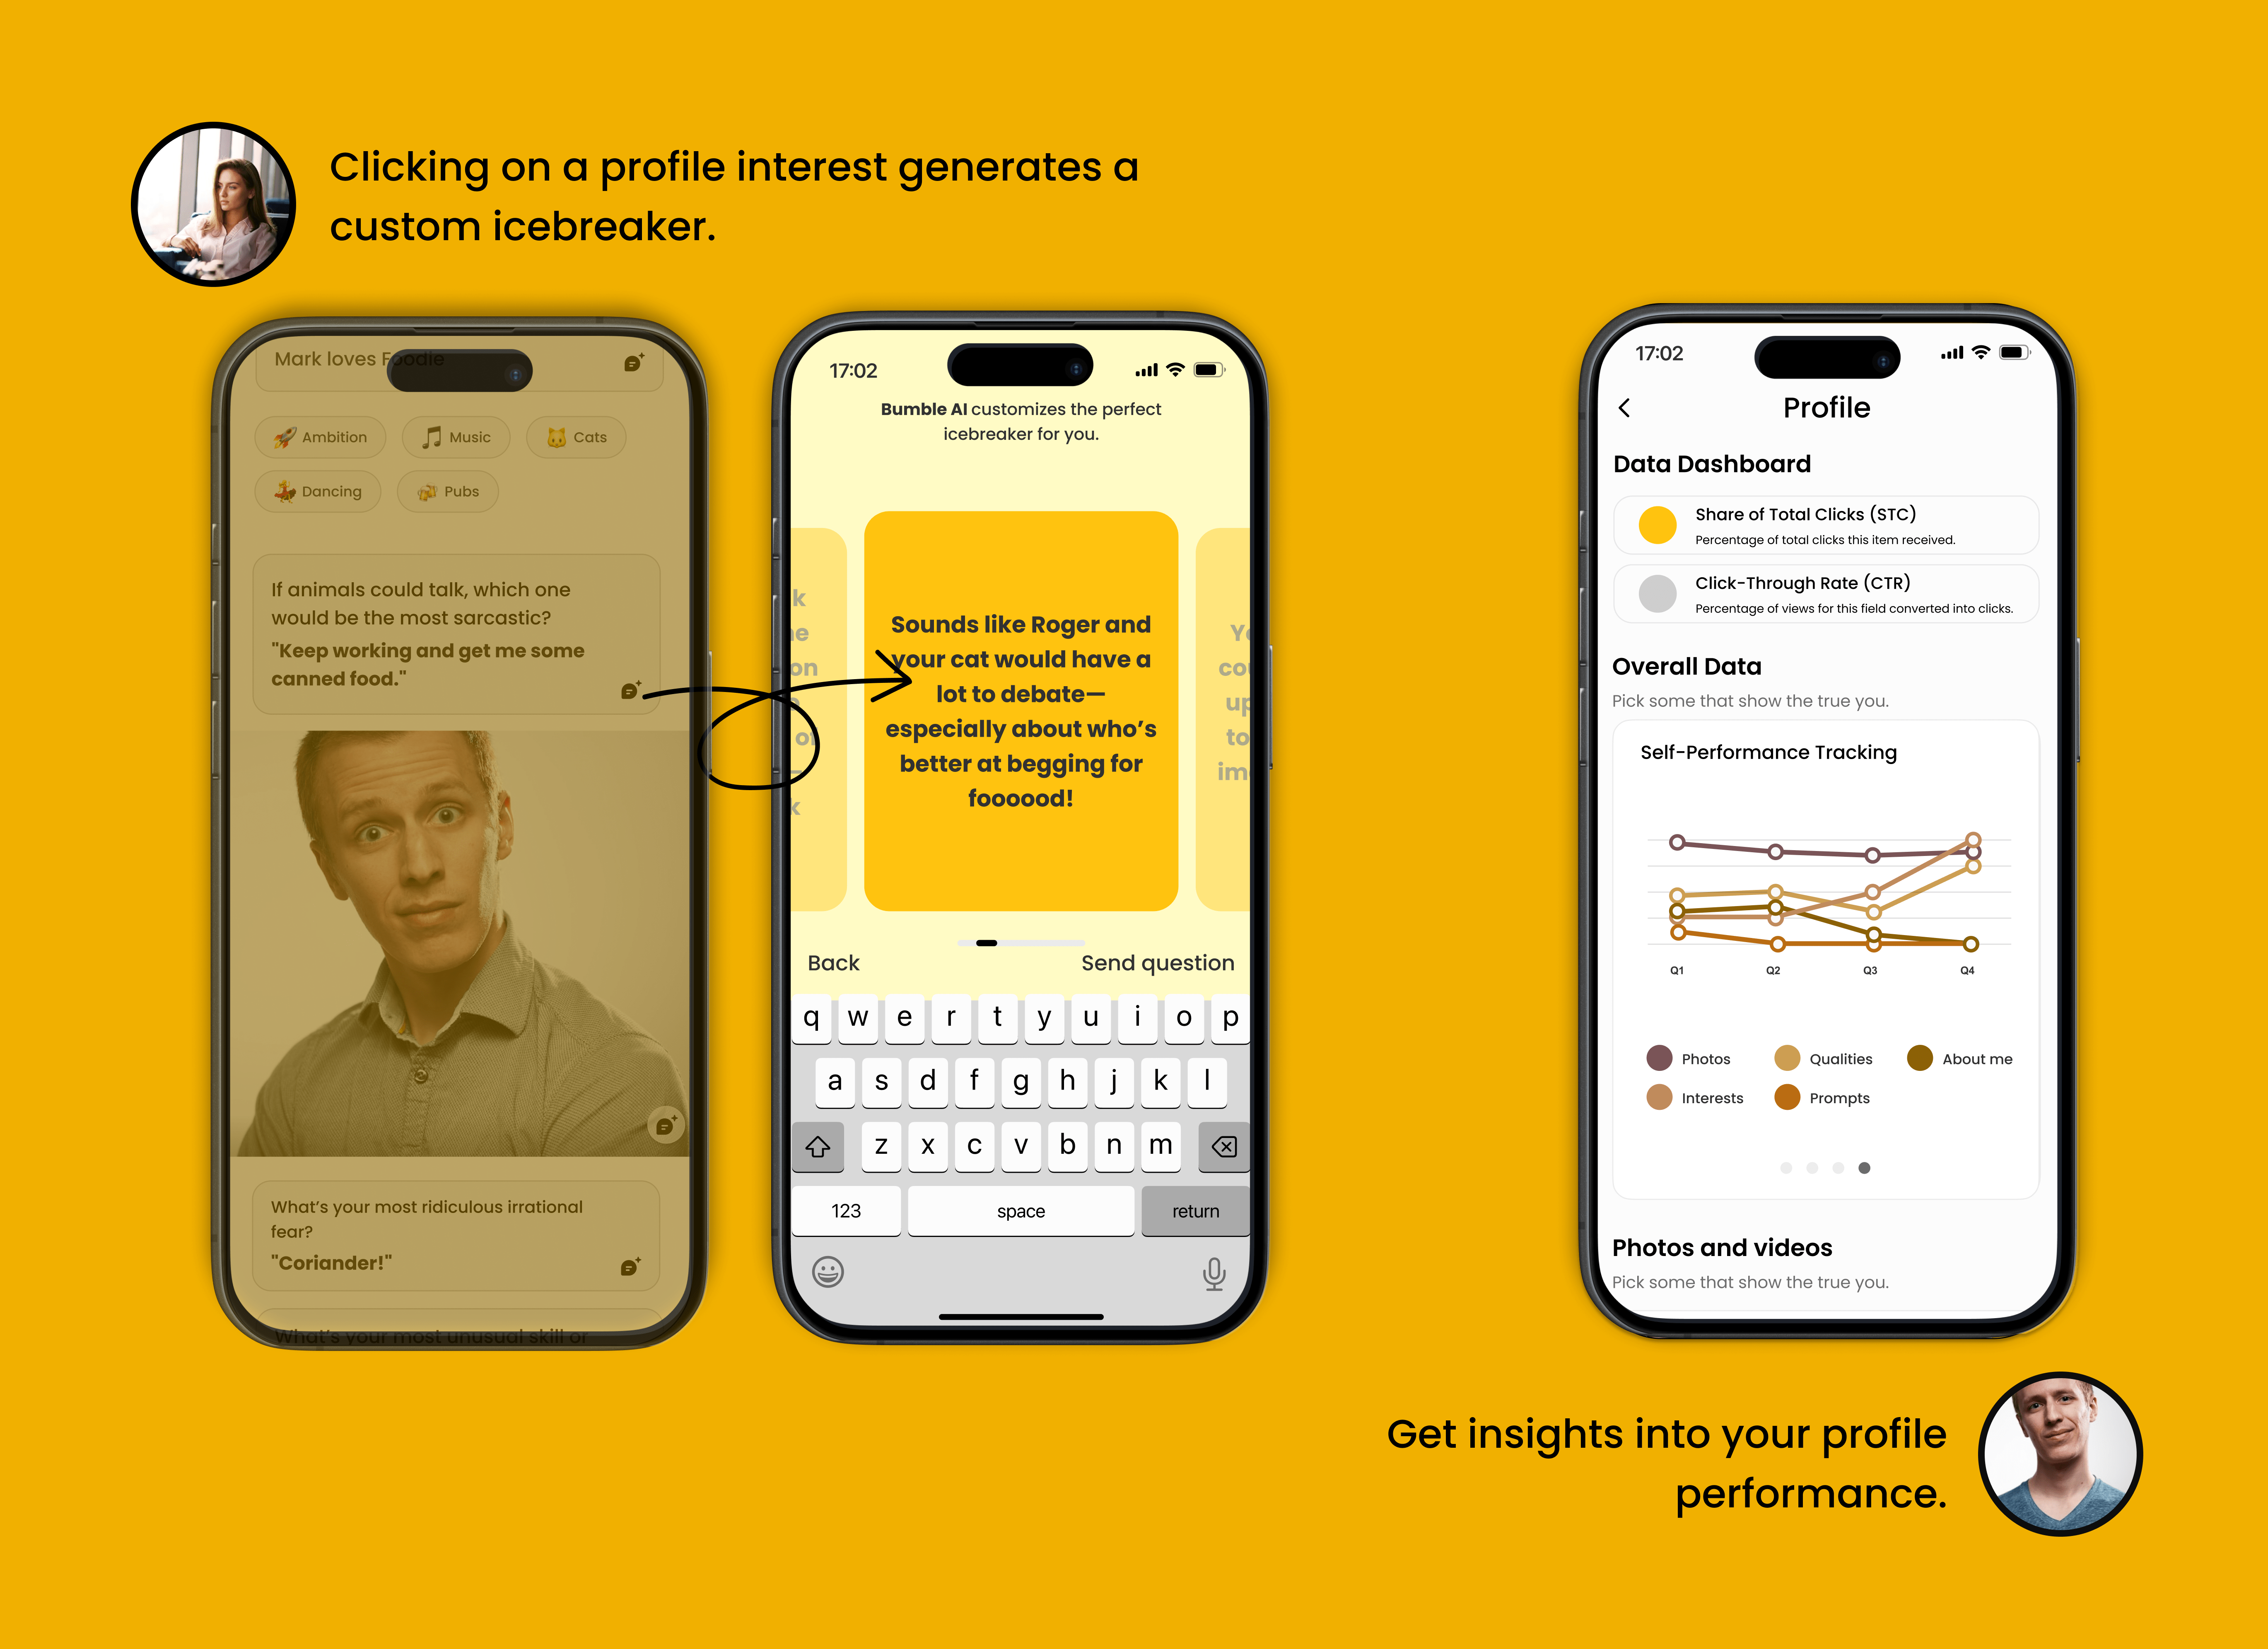 Clicking on a profile interest generates a
custom icebreaker.
Mark loves Foodie
🚀 Ambition
🎵 Music
🐱 Cats
💃 Dancing
🍻 Pubs
If animals could talk, which one
would be the most sarcastic?
"Keep working and get me some
canned food."
What's your most ridiculous irrational
fear?
"Coriander!"
What's your most unusual skill or
17:02
Bumble AI customizes the perfect
icebreaker for you.
Sounds like Roger and
your cat would have a
lot to debate—
especially about who's
better at begging for
foooood!
Back
Send question
q w e r t y u i o p
a s d f g h j k l
z x c v b n m
123
space
return
17:02
Profile
Data Dashboard
Share of Total Clicks (STC)
Percentage of total clicks this item received.
Click-Through Rate (CTR)
Percentage of views for this field converted into clicks.
Overall Data
Pick some that show the true you.
Self-Performance Tracking
Q1 Q2 Q3 Q4
Photos
Qualities
About me
Interests
Prompts
Photos and videos
Pick some that show the true you.
Get insights into your profile
performance.